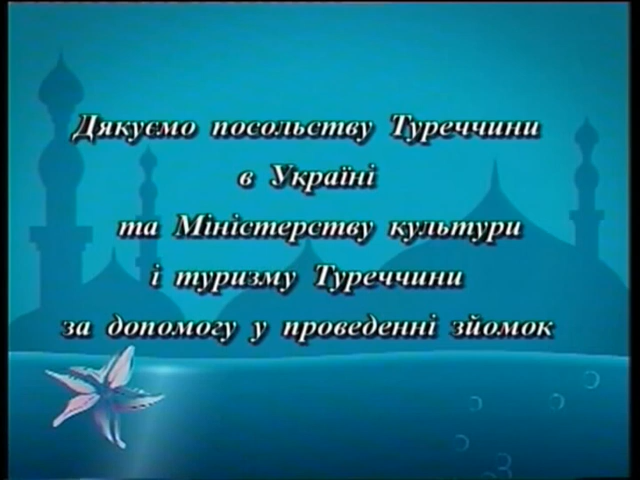 Дякуємо посольству Туреччини
в Україні
та Міністерству культури
і туризму Туреччини
за допомогу у проведенні зйомок